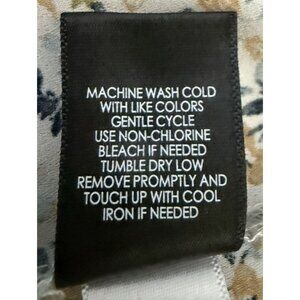 MACHINE WASH COLD
WITH LIKE COLORS
GENTLE CYCLE
USE NON-CHLORINE
BLEACH IF NEEDED
TUMBLE DRY LOW
REMOVE PROMPTLY AND
TOUCH UP WITH COOL
IRON IF NEEDED